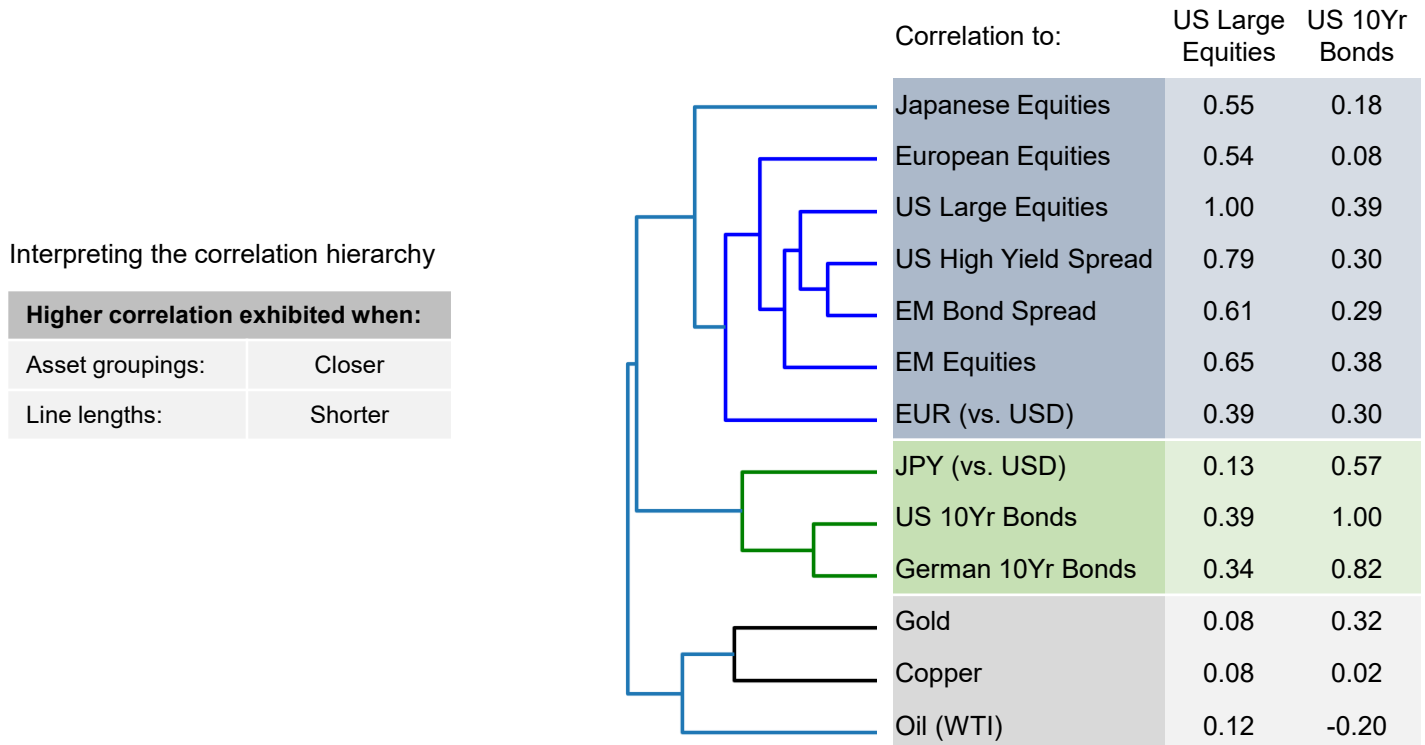 Correlation to: US Large Equities US 10Yr Bonds
Japanese Equities 0.55 0.18
European Equities 0.54 0.08
US Large Equities 1.00 0.39
US High Yield Spread 0.79 0.30
EM Bond Spread 0.61 0.29
EM Equities 0.65 0.38
EUR (vs. USD) 0.39 0.30
JPY (vs. USD) 0.13 0.57
US 10Yr Bonds 0.39 1.00
German 10Yr Bonds 0.34 0.82
Gold 0.08 0.32
Copper 0.08 0.02
Oil (WTI) 0.12 -0.20
Interpreting the correlation hierarchy
Higher correlation exhibited when:
Asset groupings: Closer
Line lengths: Shorter